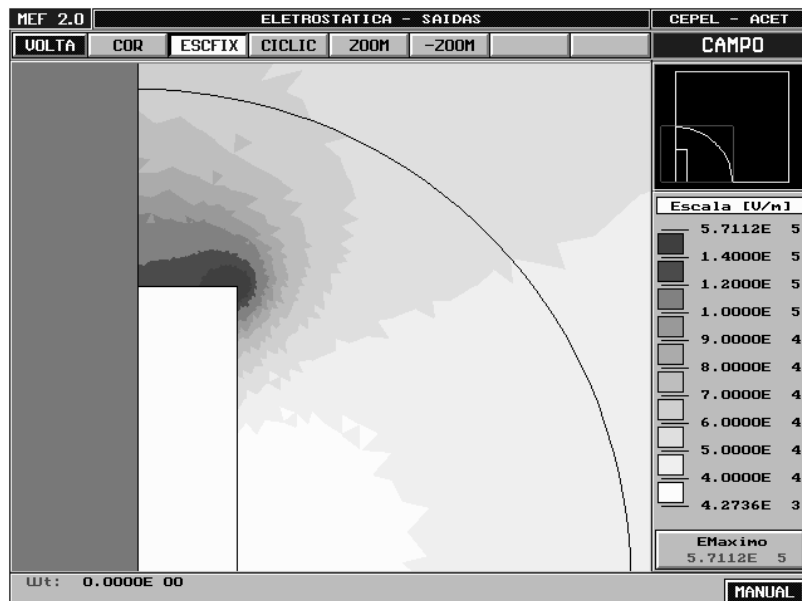 MEF 2.0 ELETROSTATICA - SAIDAS CEPEL - ACET
VOLTA COR ESCFIX CICLIC ZOOM -ZOOM CAMPO
Escala [V/m]
5.7112E 5
1.4000E 5
1.2000E 5
1.0000E 5
9.0000E 4
8.0000E 4
7.0000E 4
6.0000E 4
5.0000E 4
4.0000E 4
4.2736E 3
EMaximo
5.7112E 5
Wt: 0.0000E 00
MANUAL